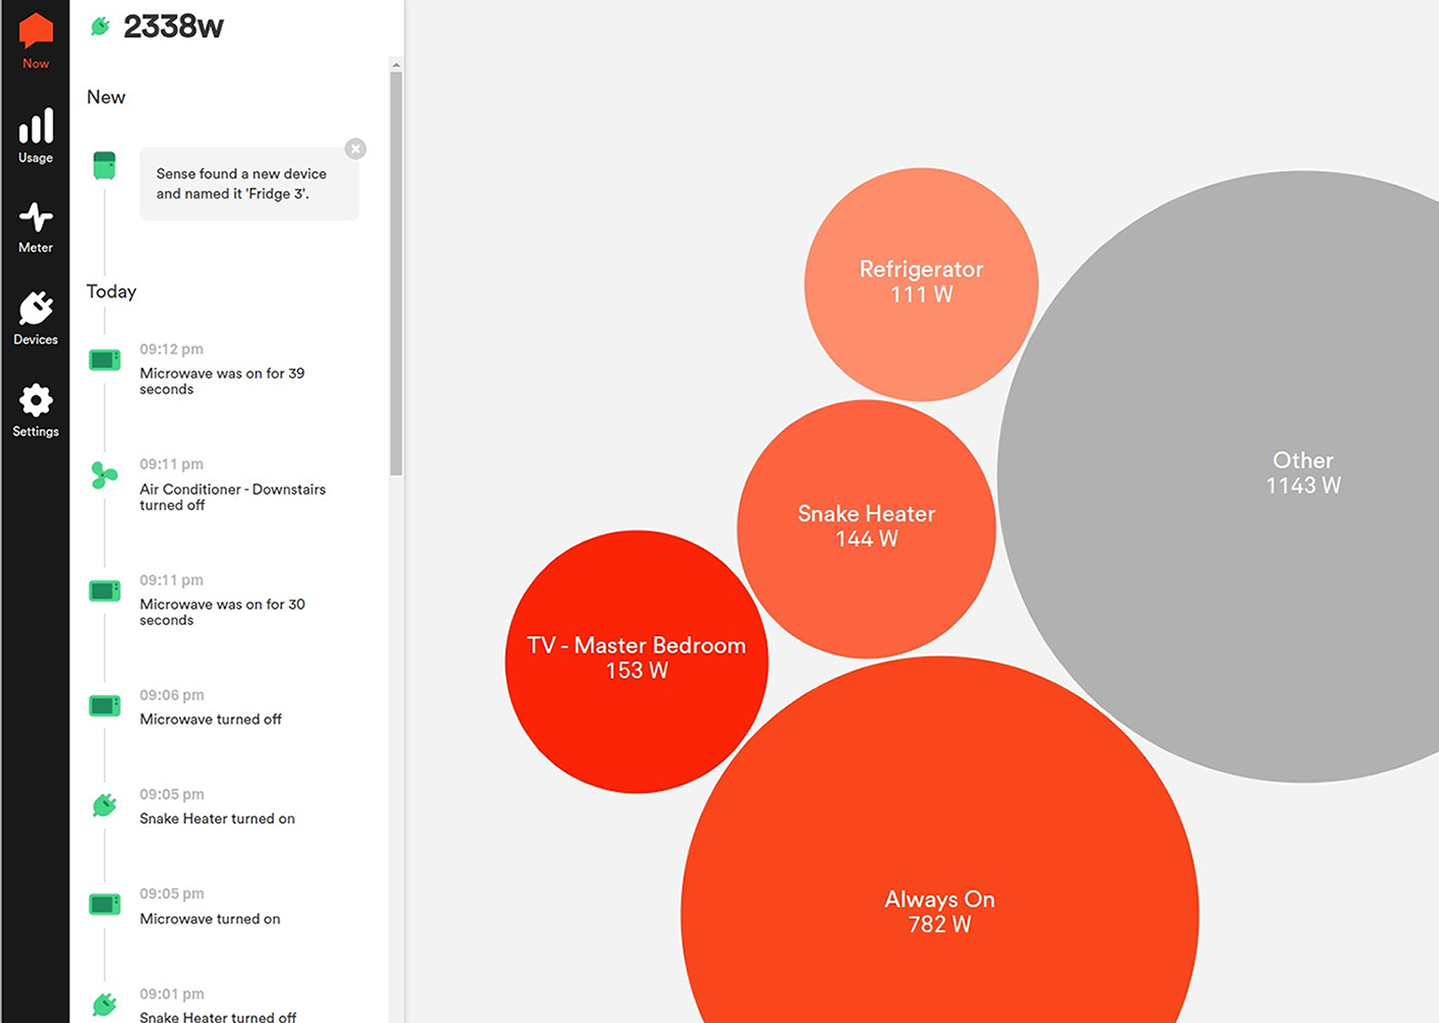 2338w
Now
Usage
Meter
Devices
Settings
New
Sense found a new device
and named it 'Fridge 3'.
Today
09:12 pm
Microwave was on for 39
seconds
09:11 pm
Air Conditioner - Downstairs
turned off
09:11 pm
Microwave was on for 30
seconds
09:06 pm
Microwave turned off
09:05 pm
Snake Heater turned on
09:05 pm
Microwave turned on
09:01 pm
Snake Heater turned off
Refrigerator
111 W
Other
1143 W
Snake Heater
144 W
TV - Master Bedroom
153 W
Always On
782 W